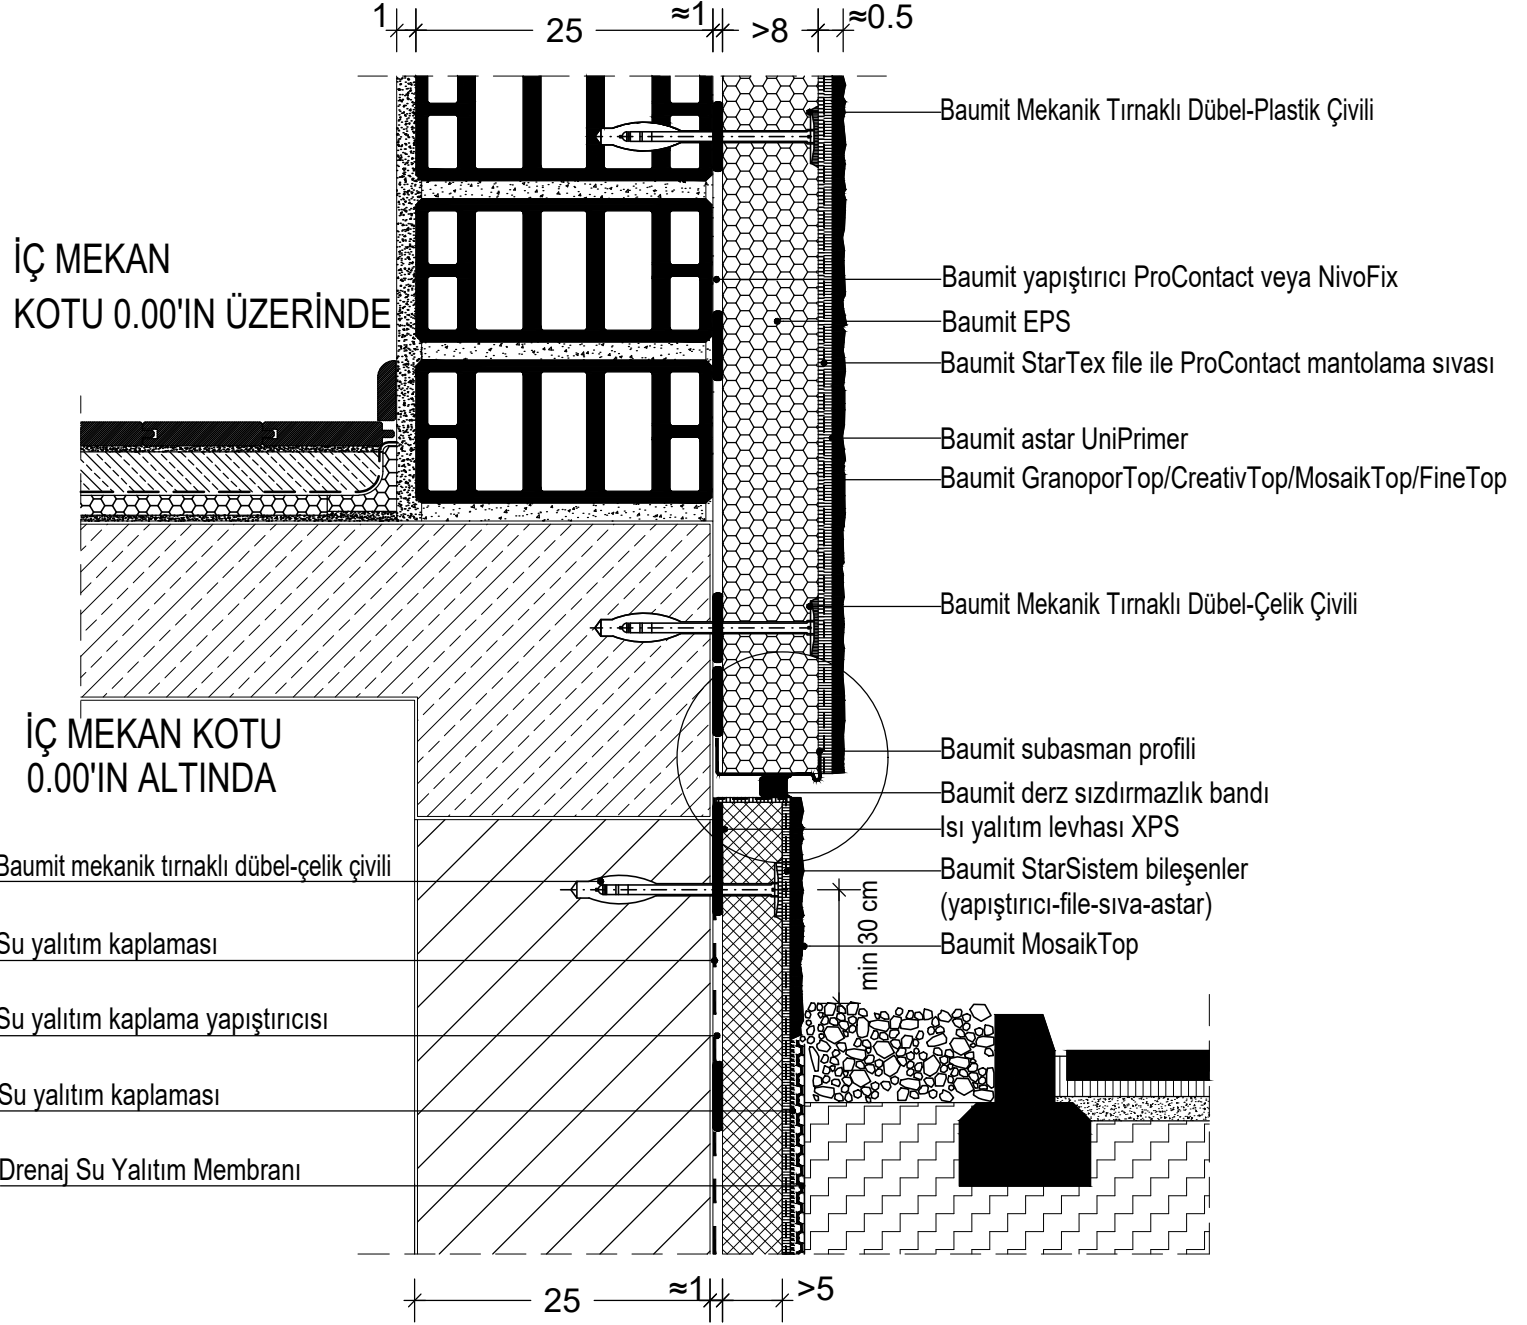 1
25
≈1
>8
≈0.5
Baumit Mekanik Tırnaklı Dübel-Plastik Çivili
İÇ MEKAN
KOTU 0.00'IN ÜZERİNDE
Baumit yapıştırıcı ProContact veya NivoFix
Baumit EPS
Baumit StarTex file ile ProContact mantolama sıvası
Baumit astar UniPrimer
Baumit GranoporTop/CreativTop/MosaikTop/FineTop
Baumit Mekanik Tırnaklı Dübel-Çelik Çivili
İÇ MEKAN KOTU
0.00'IN ALTINDA
Baumit subasman profili
Baumit derz sızdırmazlık bandı
Isı yalıtım levhası XPS
Baumit StarSistem bileşenler
(yapıştırıcı-file-sıva-astar)
Baumit MosaikTop
min 30 cm
Baumit mekanik tırnaklı dübel-çelik çivili
Su yalıtım kaplaması
Su yalıtım kaplama yapıştırıcısı
Su yalıtım kaplaması
Drenaj Su Yalıtım Membranı
25
≈1
>5